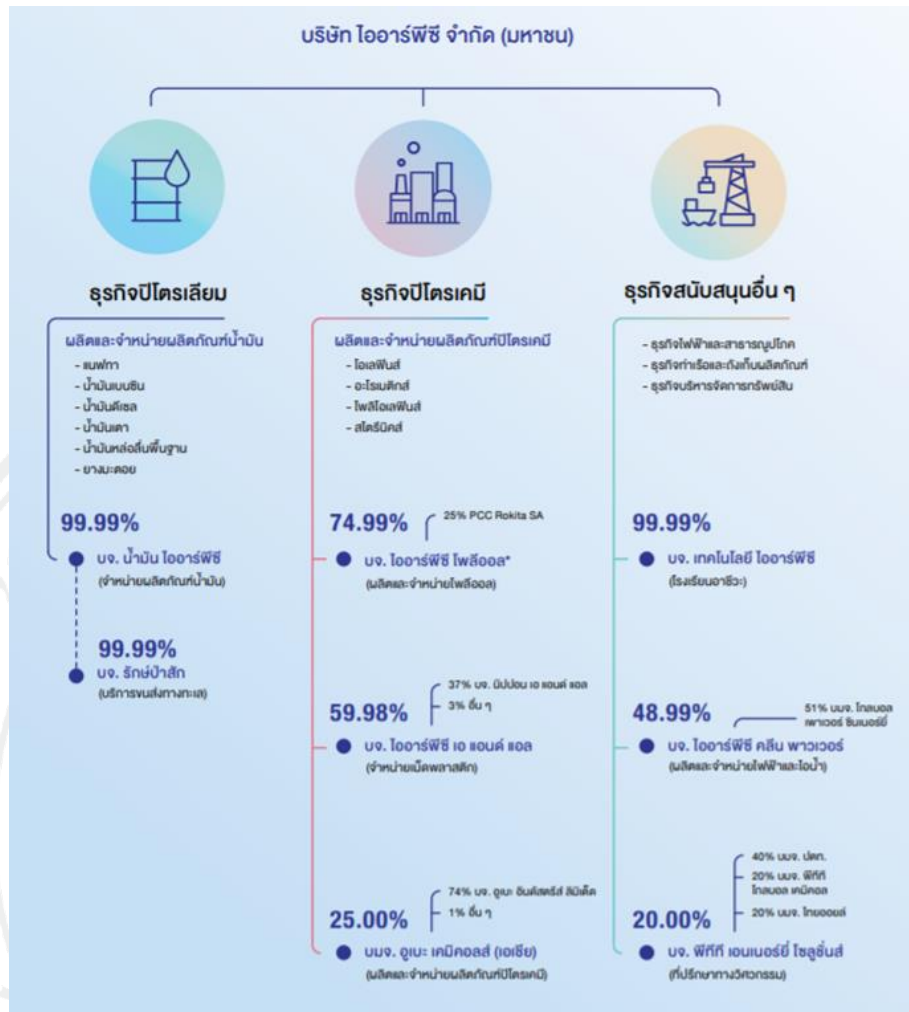 บริษัท ไออาร์พีซี จำกัด (มหาชน)
ธุรกิจปิโตรเลียม
ผลิตและจำหน่ายผลิตภัณฑ์น้ำมัน
- แนฟทา
- น้ำมันเบนซิน
- น้ำมันดีเซล
- น้ำมันเตา
- น้ำมันหล่อลื่นพื้นฐาน
- ยางมะตอย
99.99%
บจ. น้ำมัน ไออาร์พีซี
(จำหน่ายผลิตภัณฑ์น้ำมัน)
99.99%
บจ. รักษ์ป่าสัก
(บริการขนส่งทางทะเล)
ธุรกิจปิโตรเคมี
ผลิตและจำหน่ายผลิตภัณฑ์ปิโตรเคมี
- โอเลฟินส์
- อะโรเมติกส์
- โพลิโอเลฟินส์
- สไตรีนิคส์
74.99%
25% PCC Rokita SA
บจ. ไออาร์พีซี โพลีออล*
(ผลิตและจำหน่ายโพลีออล)
59.98%
37% บจ. นิปปอน เอ แอนด์ แอล
3% อื่น ๆ
บจ. ไออาร์พีซี เอ แอนด์ แอล
(จำหน่ายเม็ดพลาสติก)
25.00%
74% บจ. อูเบะ อินดัสตรีส์ ลิมิเต็ด
1% อื่น ๆ
บมจ. อูเบะ เคมิคอลส์ (เอเชีย)
(ผลิตและจำหน่ายผลิตภัณฑ์ปิโตรเคมี)
ธุรกิจสนับสนุนอื่น ๆ
- ธุรกิจไฟฟ้าและสาธารณูปโภค
- ธุรกิจท่าเรือและถังเก็บผลิตภัณฑ์
- ธุรกิจบริหารจัดการทรัพย์สิน
99.99%
บจ. เทคโนโลยี ไออาร์พีซี
(โรงเรียนอาชีวะ)
48.99%
51% บมจ. โกลบอล
เพาเวอร์ ซินเนอร์ยี่
บจ. ไออาร์พีซี คลีน พาวเวอร์
(ผลิตและจำหน่ายไฟฟ้าและไอน้ำ)
20.00%
40% บมจ. ปตท.
20% บมจ. พีทีที
โกลบอล เคมิคอล
20% บมจ. ไทยออยล์
บจ. พีทีที เอนเนอร์ยี่ โซลูชั่นส์
(ที่ปรึกษาทางวิศวกรรม)